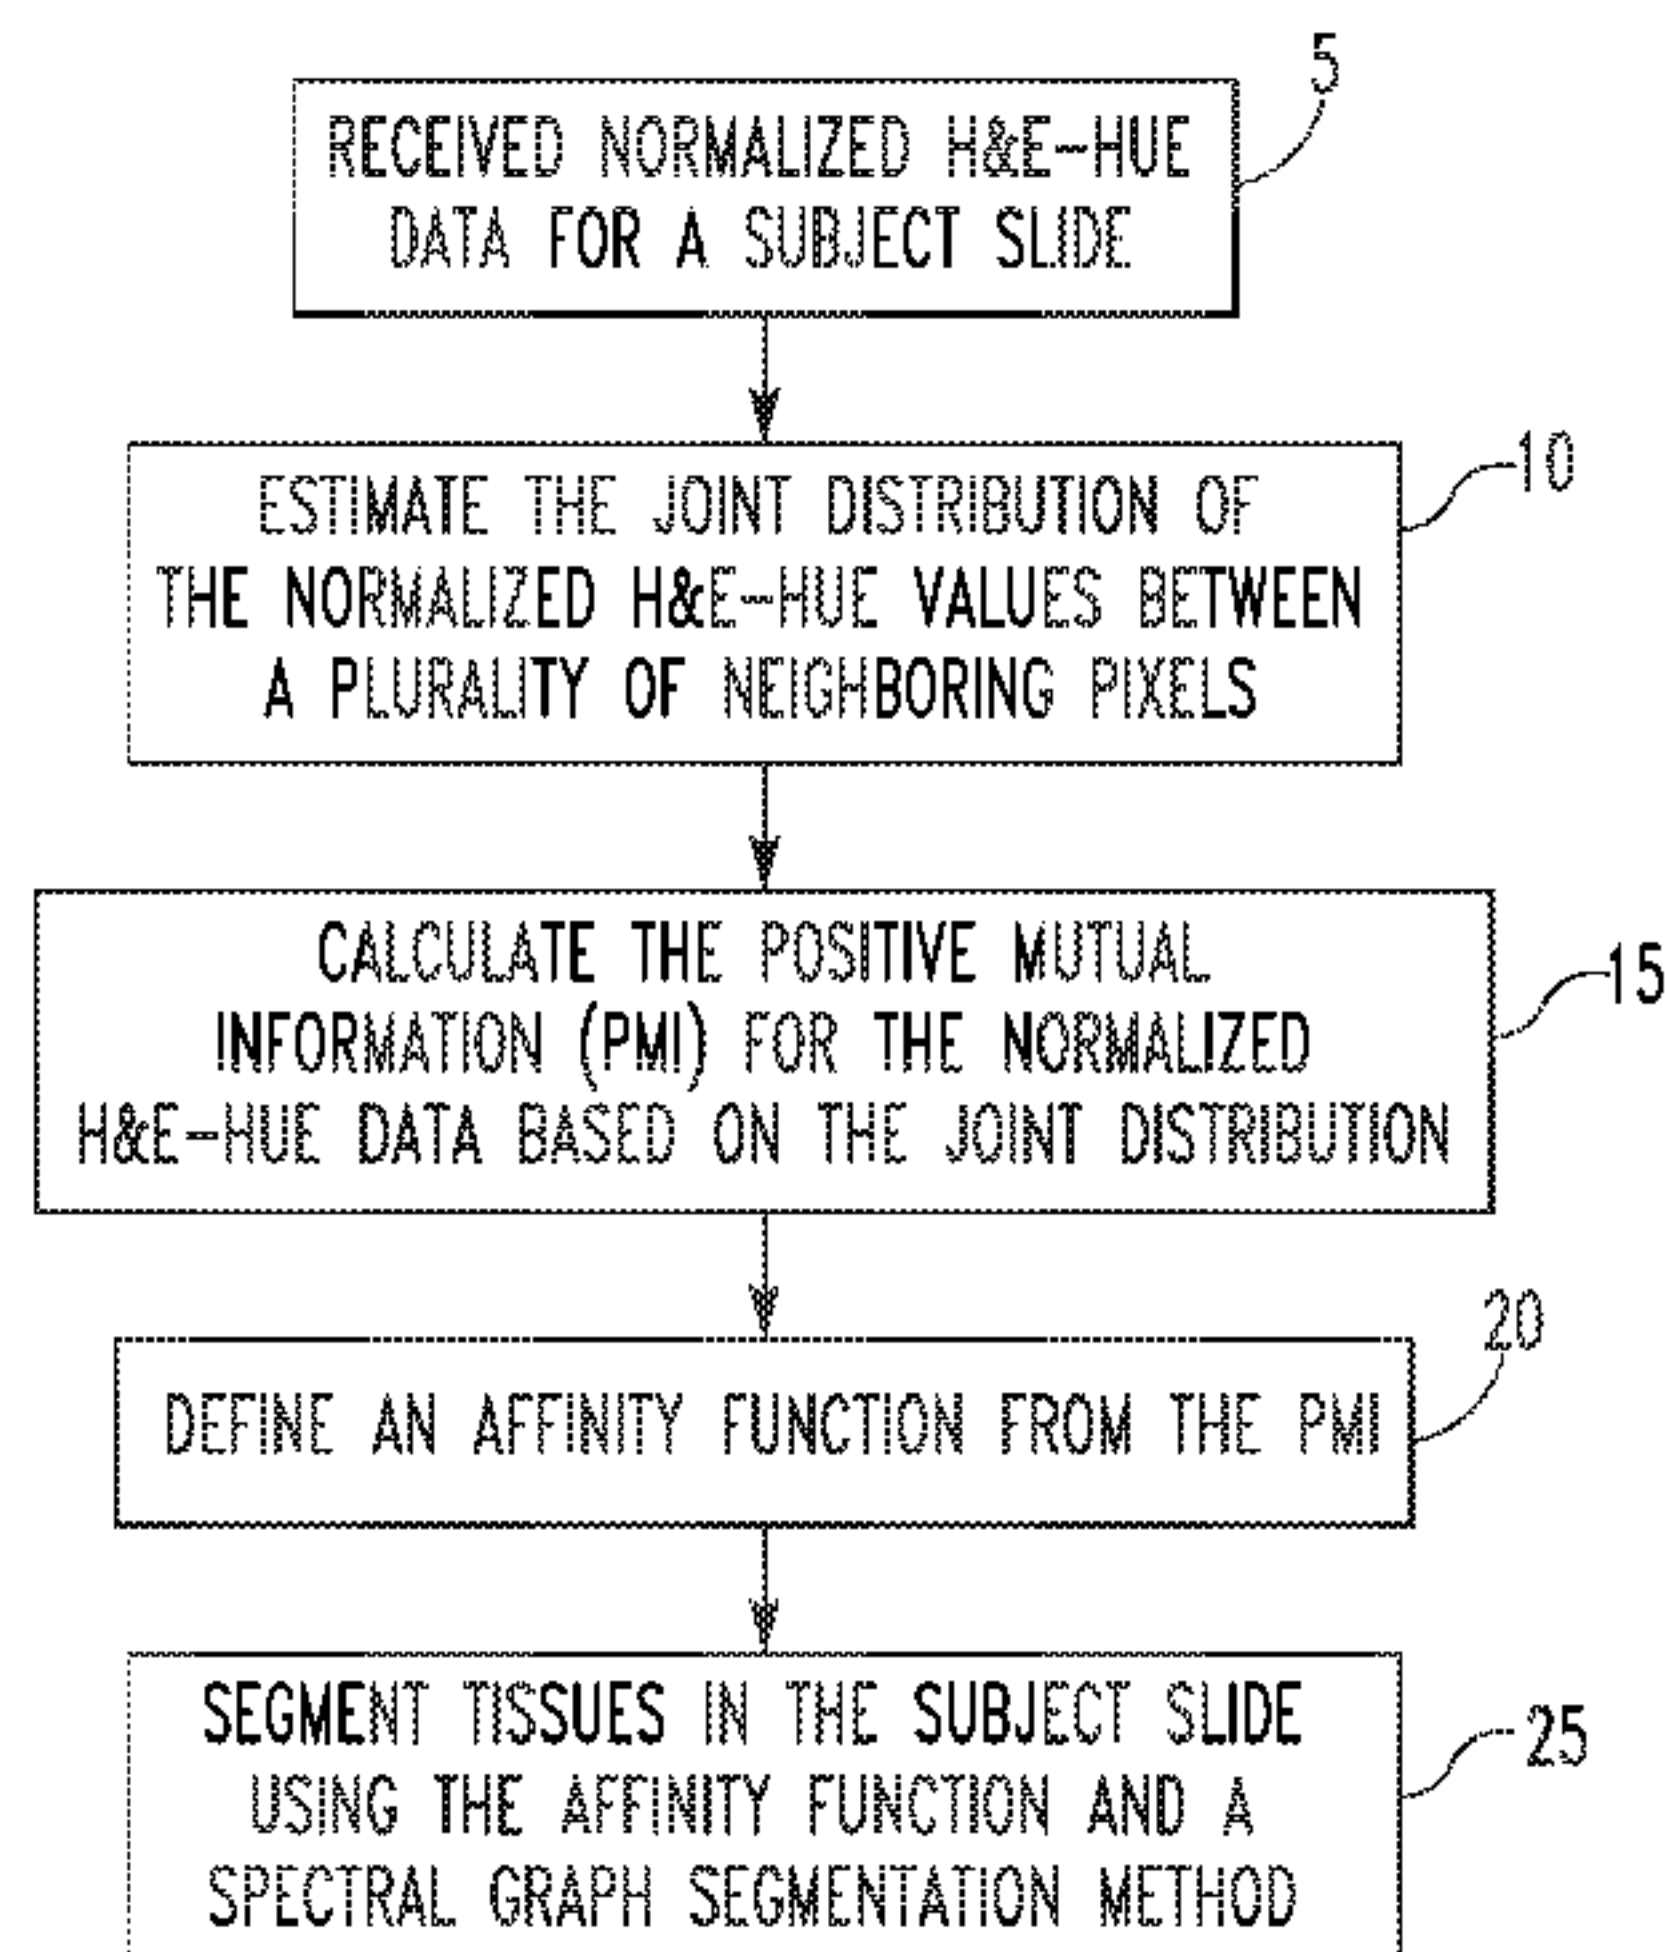 5
RECEIVED NORMALIZED H&E-HUE
DATA FOR A SUBJECT SLIDE
10
ESTIMATE THE JOINT DISTRIBUTION OF
THE NORMALIZED H&E-HUE VALUES BETWEEN
A PLURALITY OF NEIGHBORING PIXELS
15
CALCULATE THE POSITIVE MUTUAL
INFORMATION (PMI) FOR THE NORMALIZED
H&E-HUE DATA BASED ON THE JOINT DISTRIBUTION
20
DEFINE AN AFFINITY FUNCTION FROM THE PMI
25
SEGMENT TISSUES IN THE SUBJECT SLIDE
USING THE AFFINITY FUNCTION AND A
SPECTRAL GRAPH SEGMENTATION METHOD